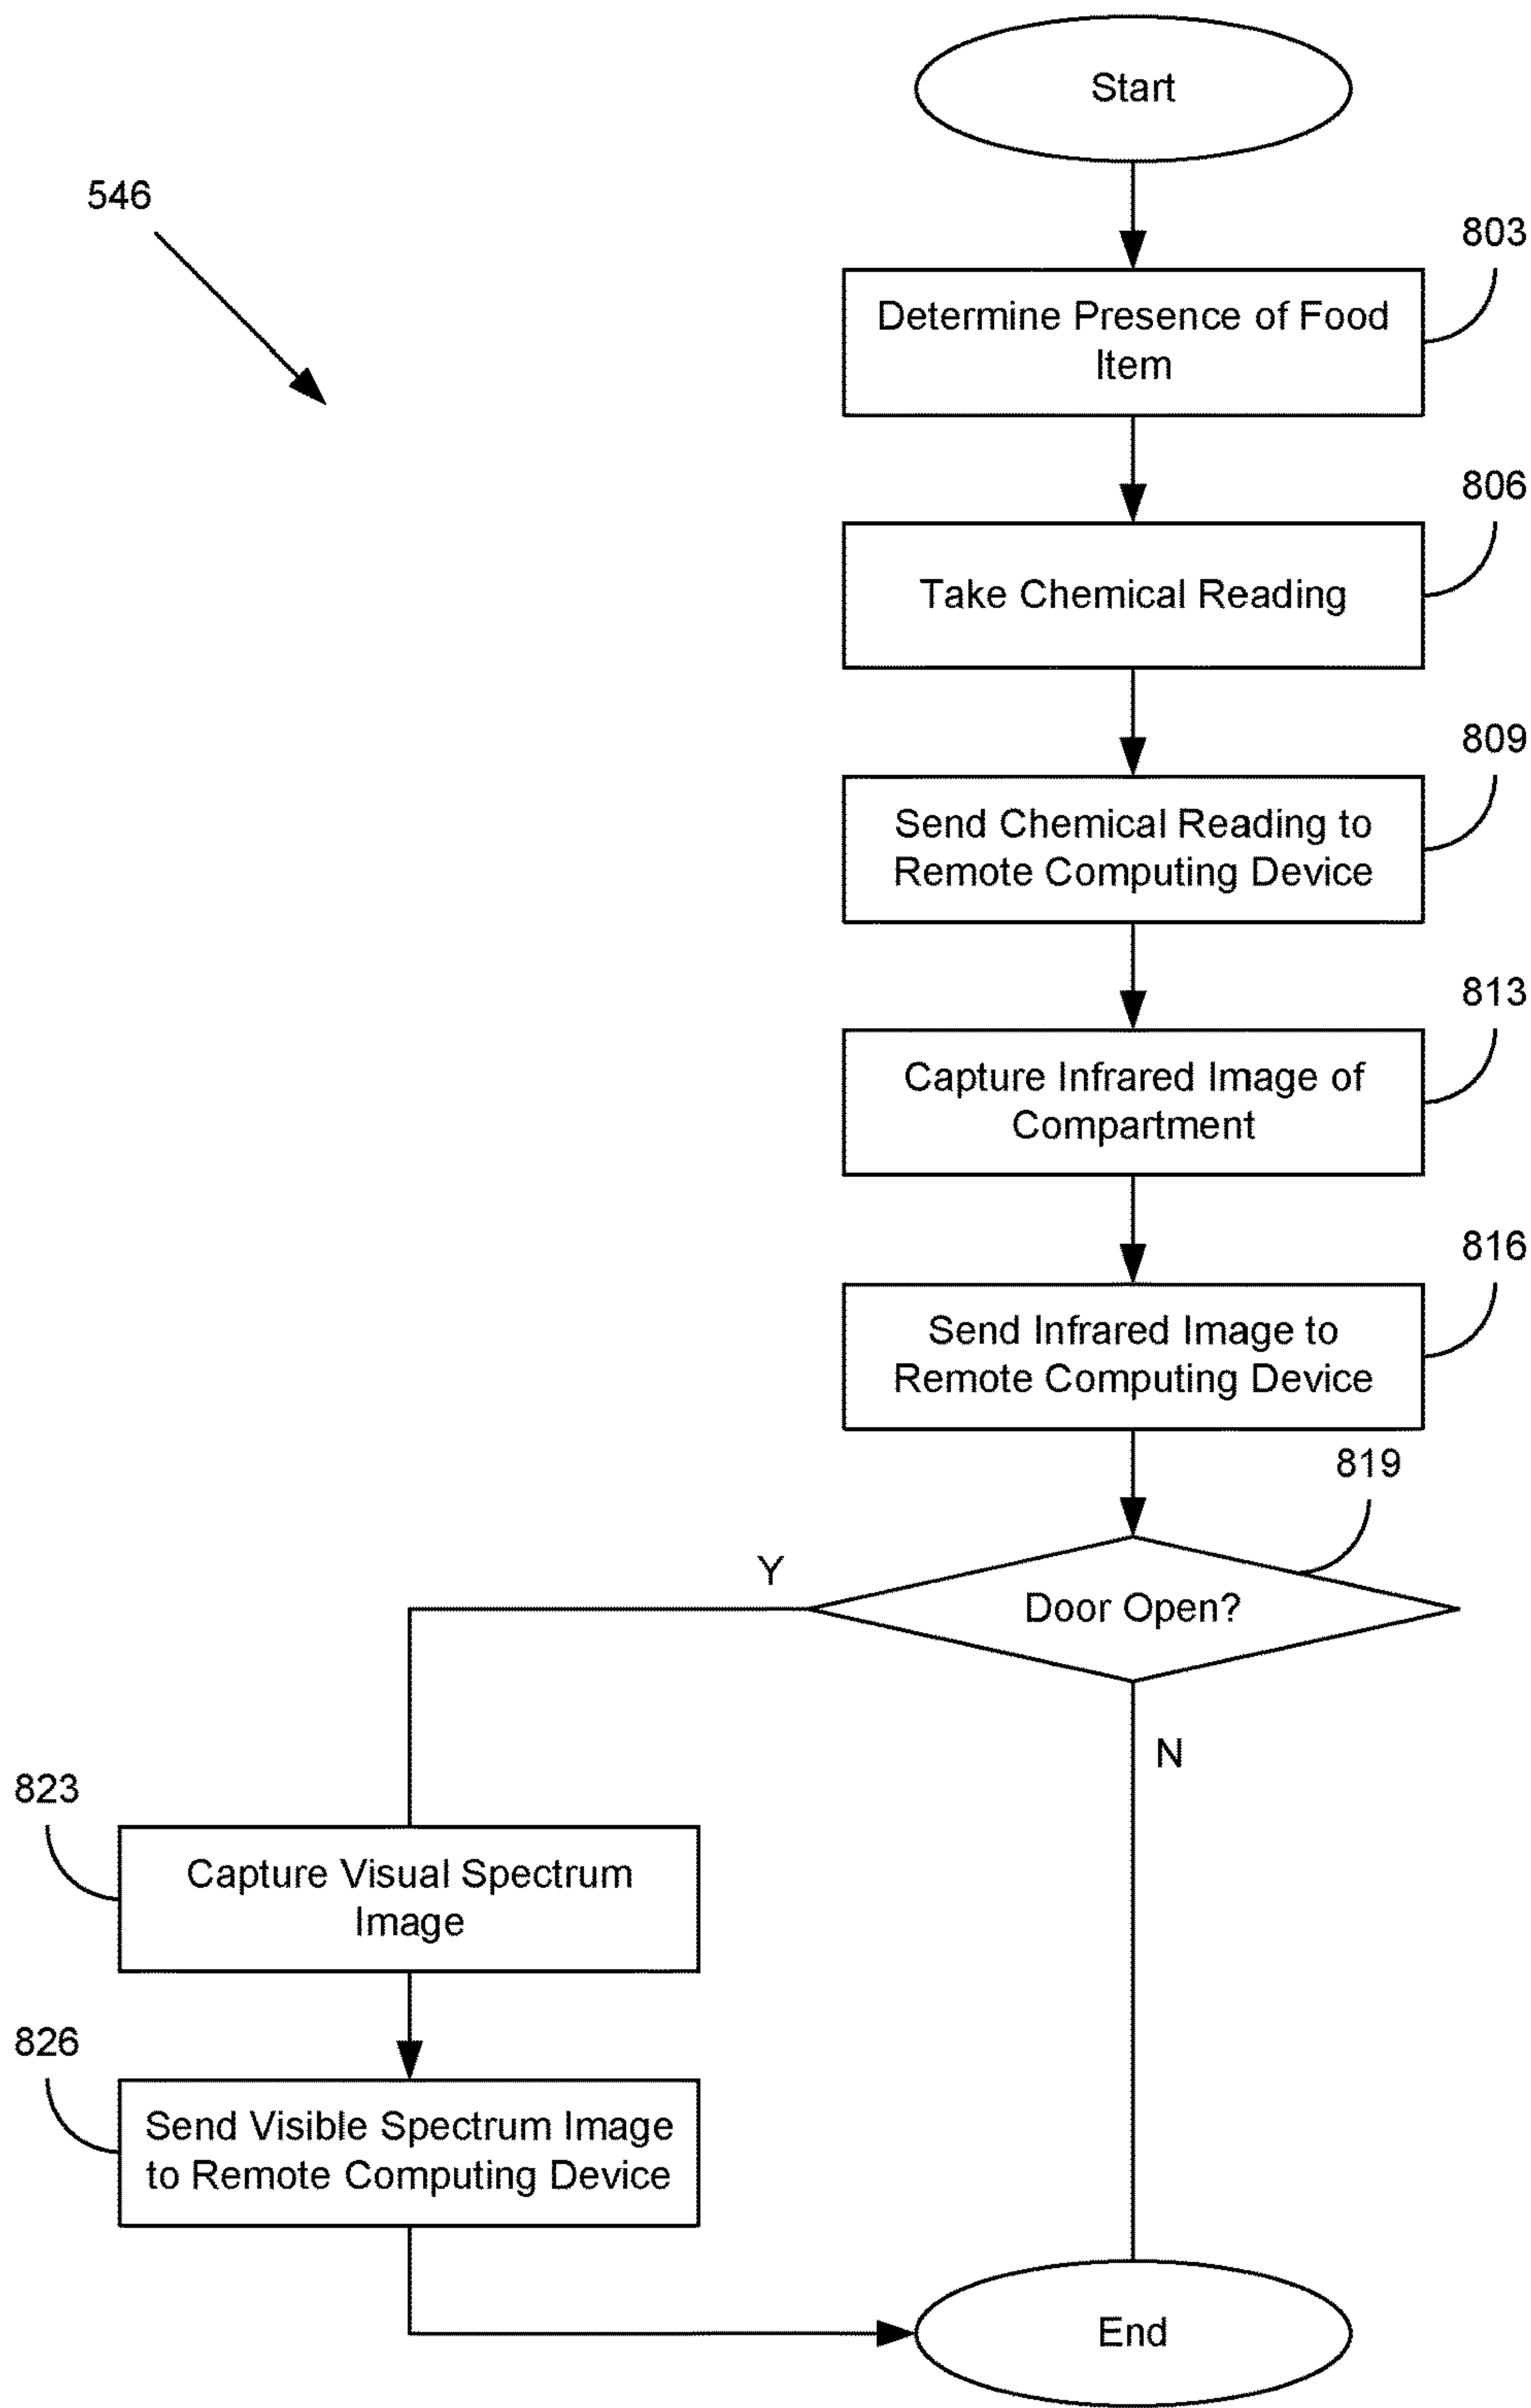 Start
546
803
Determine Presence of Food
Item
806
Take Chemical Reading
809
Send Chemical Reading to
Remote Computing Device
813
Capture Infrared Image of
Compartment
816
Send Infrared Image to
Remote Computing Device
819
Y
Door Open?
N
823
Capture Visual Spectrum
Image
826
Send Visible Spectrum Image
to Remote Computing Device
End